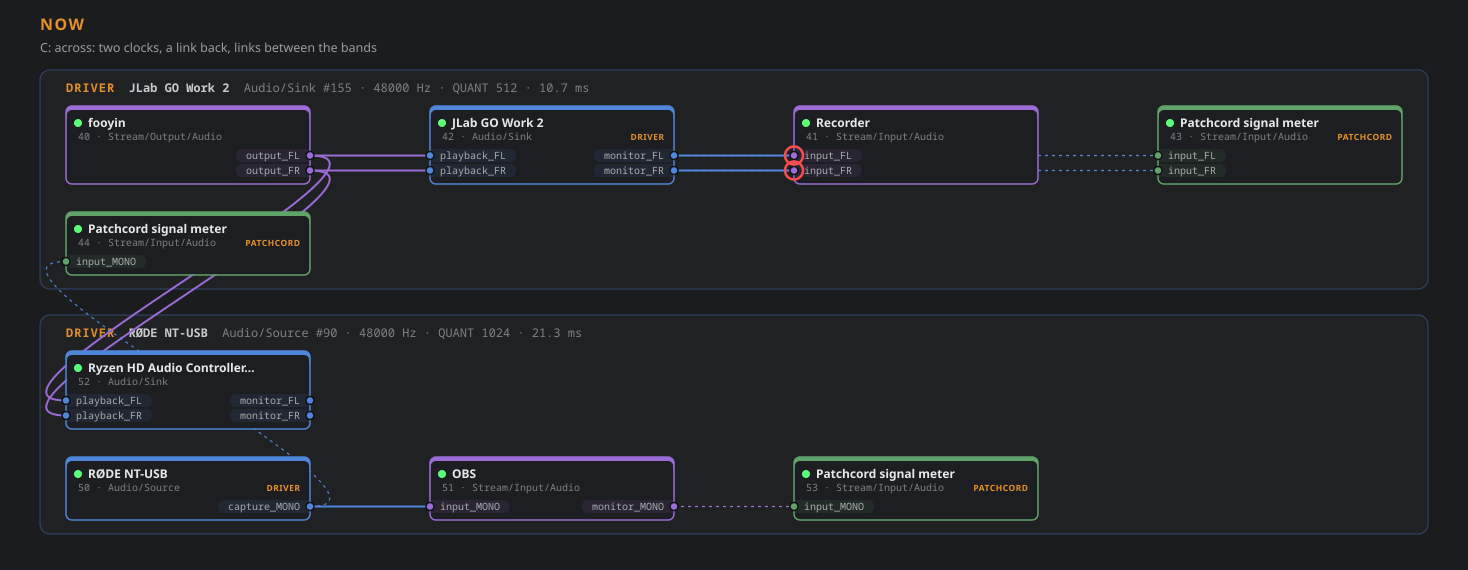 NOW
C: across: two clocks, a link back, links between the bands
DRIVER JLab GO Work 2 Audio/Sink #155 · 48000 Hz · QUANT 512 · 10.7 ms
fooyin
40 · Stream/Output/Audio
output_FL
output_FR
JLab GO Work 2
42 · Audio/Sink
DRIVER
playback_FL
monitor_FL
playback_FR
monitor_FR
Recorder
41 · Stream/Input/Audio
input_FL
input_FR
Patchcord signal meter
43 · Stream/Input/Audio
PATCHCORD
input_FL
input_FR
Patchcord signal meter
44 · Stream/Input/Audio
PATCHCORD
input_MONO
DRIVER RØDE NT-USB Audio/Source #90 · 48000 Hz · QUANT 1024 · 21.3 ms
Ryzen HD Audio Controller…
52 · Audio/Sink
playback_FL
monitor_FL
playback_FR
monitor_FR
RØDE NT-USB
50 · Audio/Source
DRIVER
capture_MONO
OBS
51 · Stream/Input/Audio
input_MONO
monitor_MONO
Patchcord signal meter
53 · Stream/Input/Audio
PATCHCORD
input_MONO